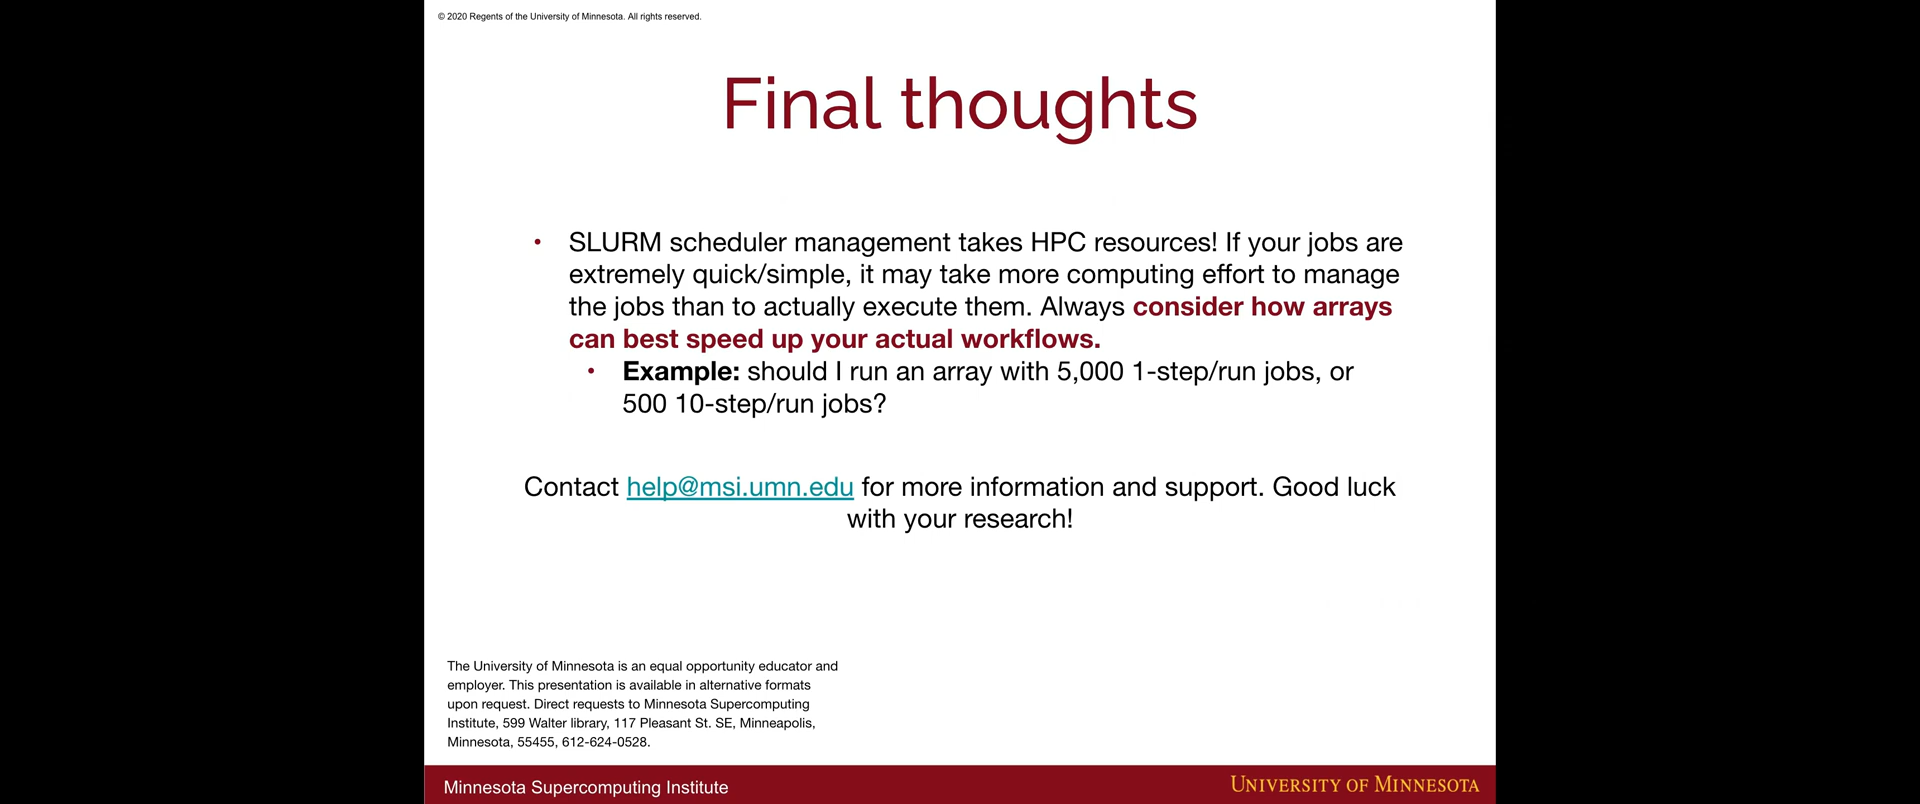 © 2020 Regents of the University of Minnesota. All rights reserved.
Final thoughts
• SLURM scheduler management takes HPC resources! If your jobs are
extremely quick/simple, it may take more computing effort to manage
the jobs than to actually execute them. Always consider how arrays
can best speed up your actual workflows.
• Example: should I run an array with 5,000 1-step/run jobs, or
500 10-step/run jobs?
Contact help@msi.umn.edu for more information and support. Good luck
with your research!
The University of Minnesota is an equal opportunity educator and
employer. This presentation is available in alternative formats
upon request. Direct requests to Minnesota Supercomputing
Institute, 599 Walter library, 117 Pleasant St. SE, Minneapolis,
Minnesota, 55455, 612-624-0528.
Minnesota Supercomputing Institute
UNIVERSITY OF MINNESOTA